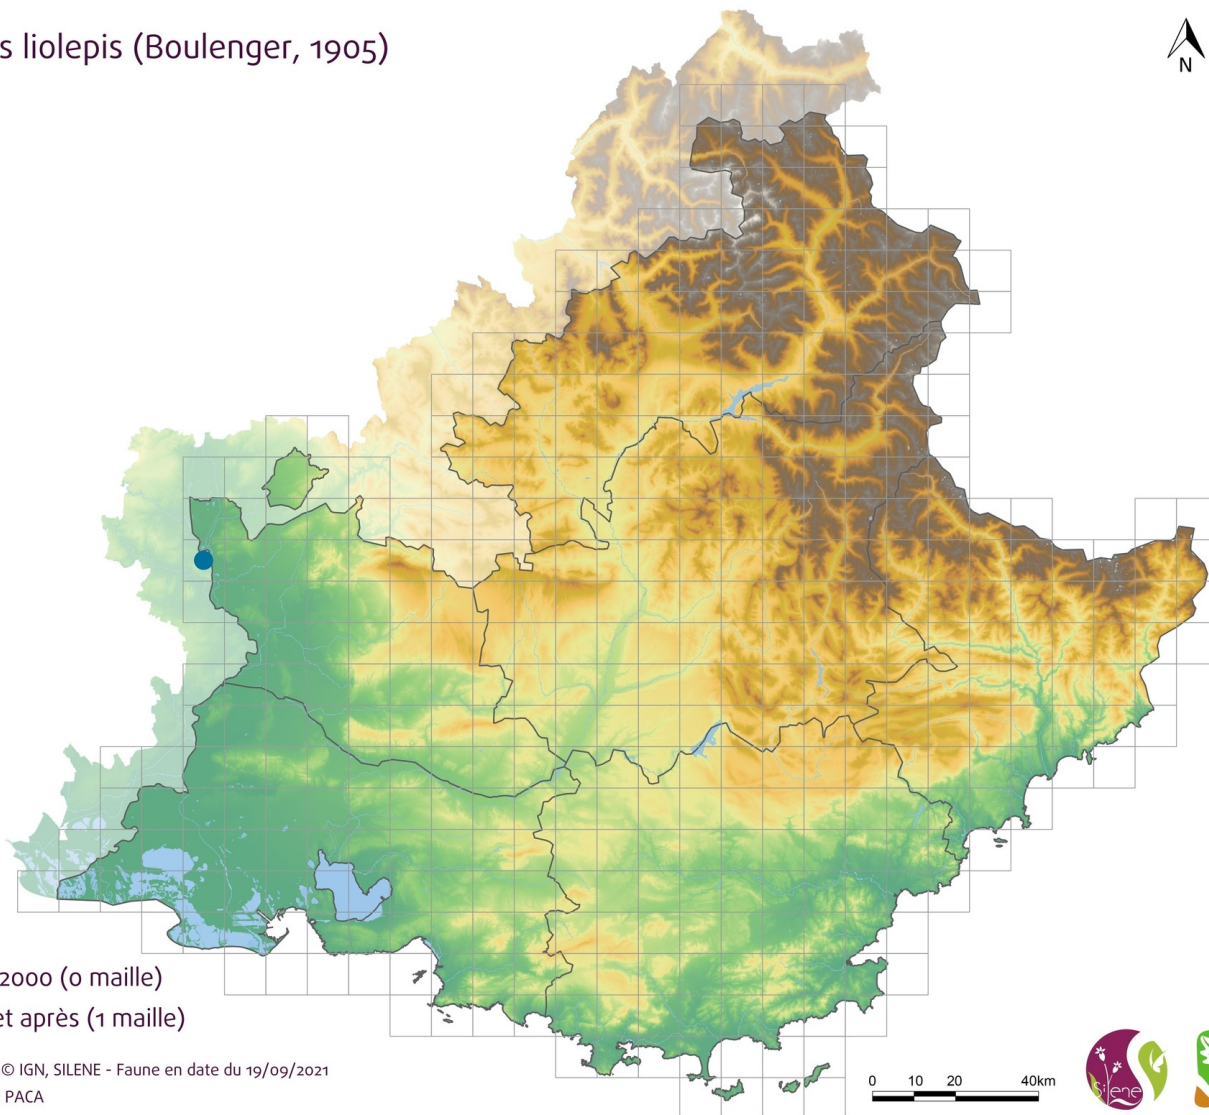 s liolepis (Boulenger, 1905)
N
2000 (0 maille)
et après (1 maille)
© IGN, SILENE - Faune en date du 19/09/2021
PACA
0 10 20 40km
Silene